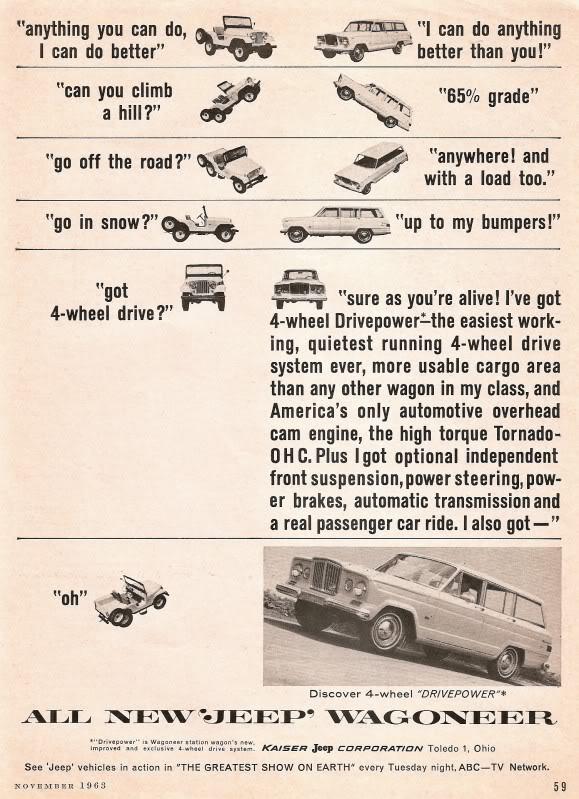 "anything you can do,
I can do better"
"I can do anything
better than you!"
"can you climb
a hill?"
"65% grade"
"go off the road?"
"anywhere! and
with a load too."
"go in snow?"
"up to my bumpers!"
"got
4-wheel drive?"
"sure as you're alive! I've got
4-wheel Drivepower*—the easiest work-
ing, quietest running 4-wheel drive
system ever, more usable cargo area
than any other wagon in my class, and
America's only automotive overhead
cam engine, the high torque Tornado-
OHC. Plus I got optional independent
front suspension, power steering, pow-
er brakes, automatic transmission and
a real passenger car ride. I also got—"
"oh"
Discover 4-wheel "DRIVEPOWER"*
ALL NEW 'JEEP' WAGONEER
*"Drivepower" is Wagoneer station wagon's new,
improved and exclusive 4-wheel drive system.
KAISER Jeep CORPORATION Toledo 1, Ohio
See 'Jeep' vehicles in action in "THE GREATEST SHOW ON EARTH" every Tuesday night, ABC—TV Network.
NOVEMBER 1963
59